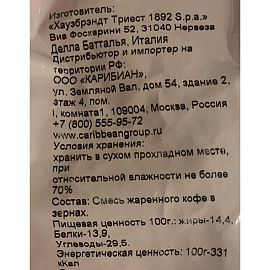 Изготовитель:
«Хаузбрэндт Триест 1892 S.p.a.»
Виа Фоскарини 52, 31040 Нервеза
Делла Батталья, Италия
Дистрибьютор и импортер на
территории РФ:
ООО «КАРИБИАН»,
ул. Земляной Вал, дом 54, здание 2,
этаж 4, пом.
I, комната1, 109004, Москва, Россия
+7 (800) 555-95-72
www.caribbeangroup.ru
Условия хранения:
хранить в сухом прохладном месте,
при
относительной влажности не более
70%
Состав: Смесь жаренного кофе в
зернах.
Пищевая ценность 100г.: жиры-14,4,
Белки-13,9,
Углеводы-29,5.
Энергетическая ценность: 100г-331
кКал